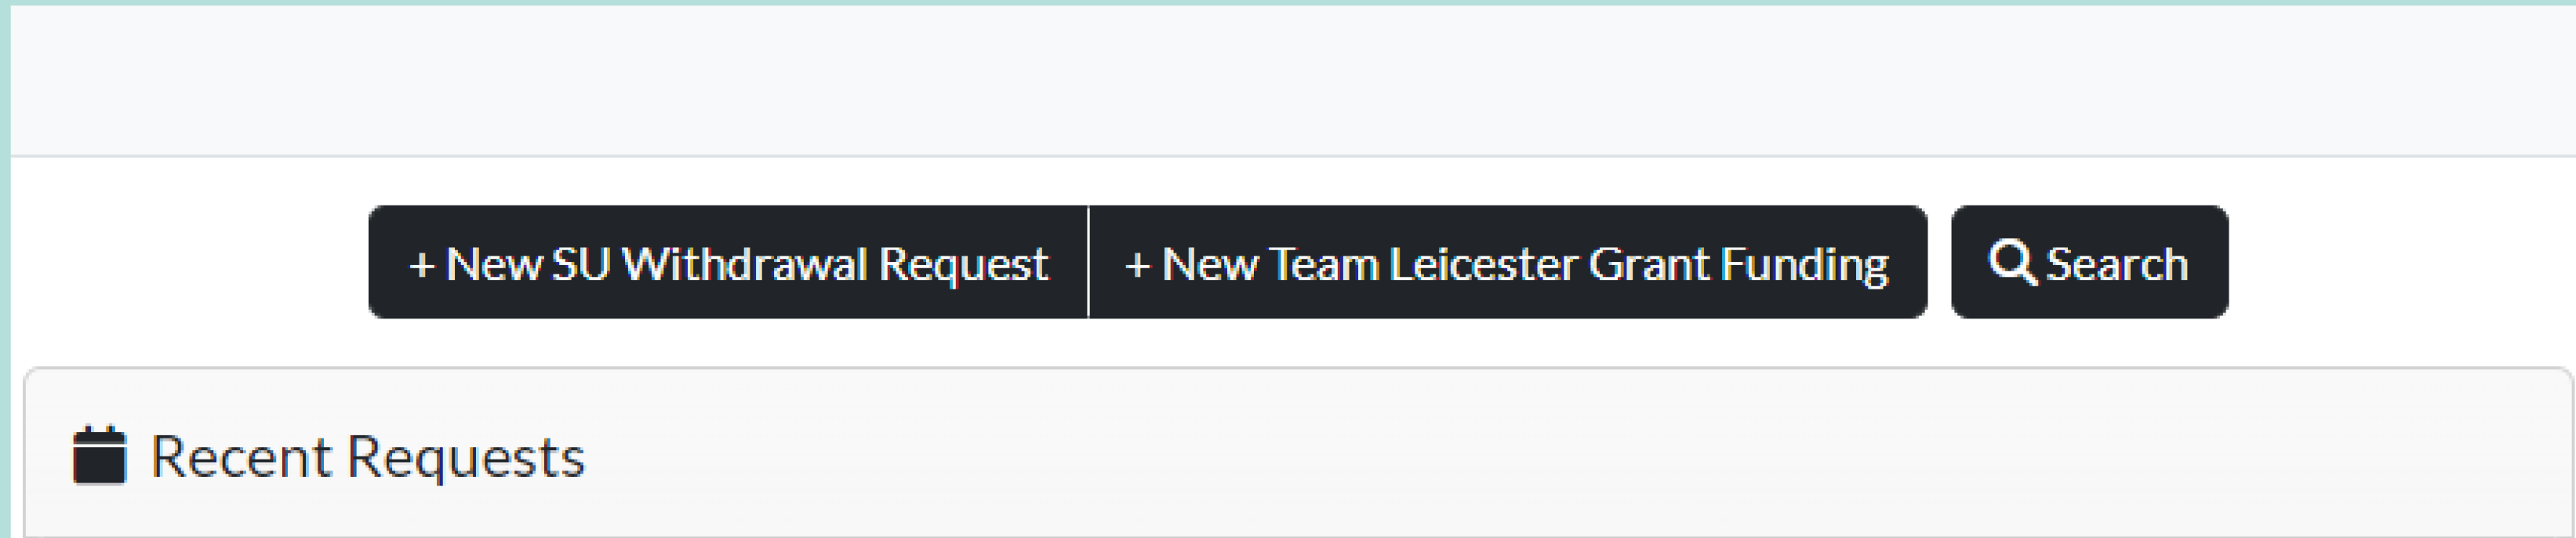 + New SU Withdrawal Request + New Team Leicester Grant Funding Search
Recent Requests